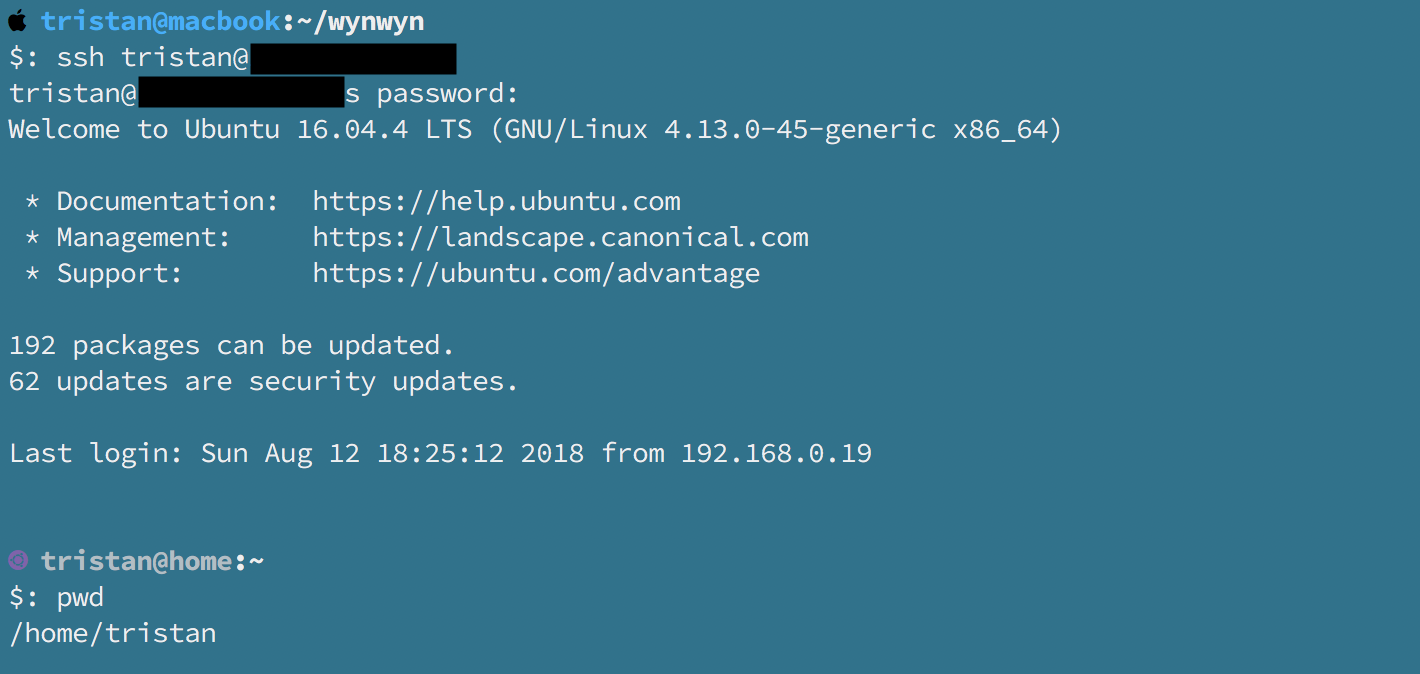 tristan@macbook:~/wynwyn
$: ssh tristan@
tristan@ s password:
Welcome to Ubuntu 16.04.4 LTS (GNU/Linux 4.13.0-45-generic x86_64)
* Documentation: https://help.ubuntu.com
* Management: https://landscape.canonical.com
* Support: https://ubuntu.com/advantage
192 packages can be updated.
62 updates are security updates.
Last login: Sun Aug 12 18:25:12 2018 from 192.168.0.19
tristan@home:~
$: pwd
/home/tristan